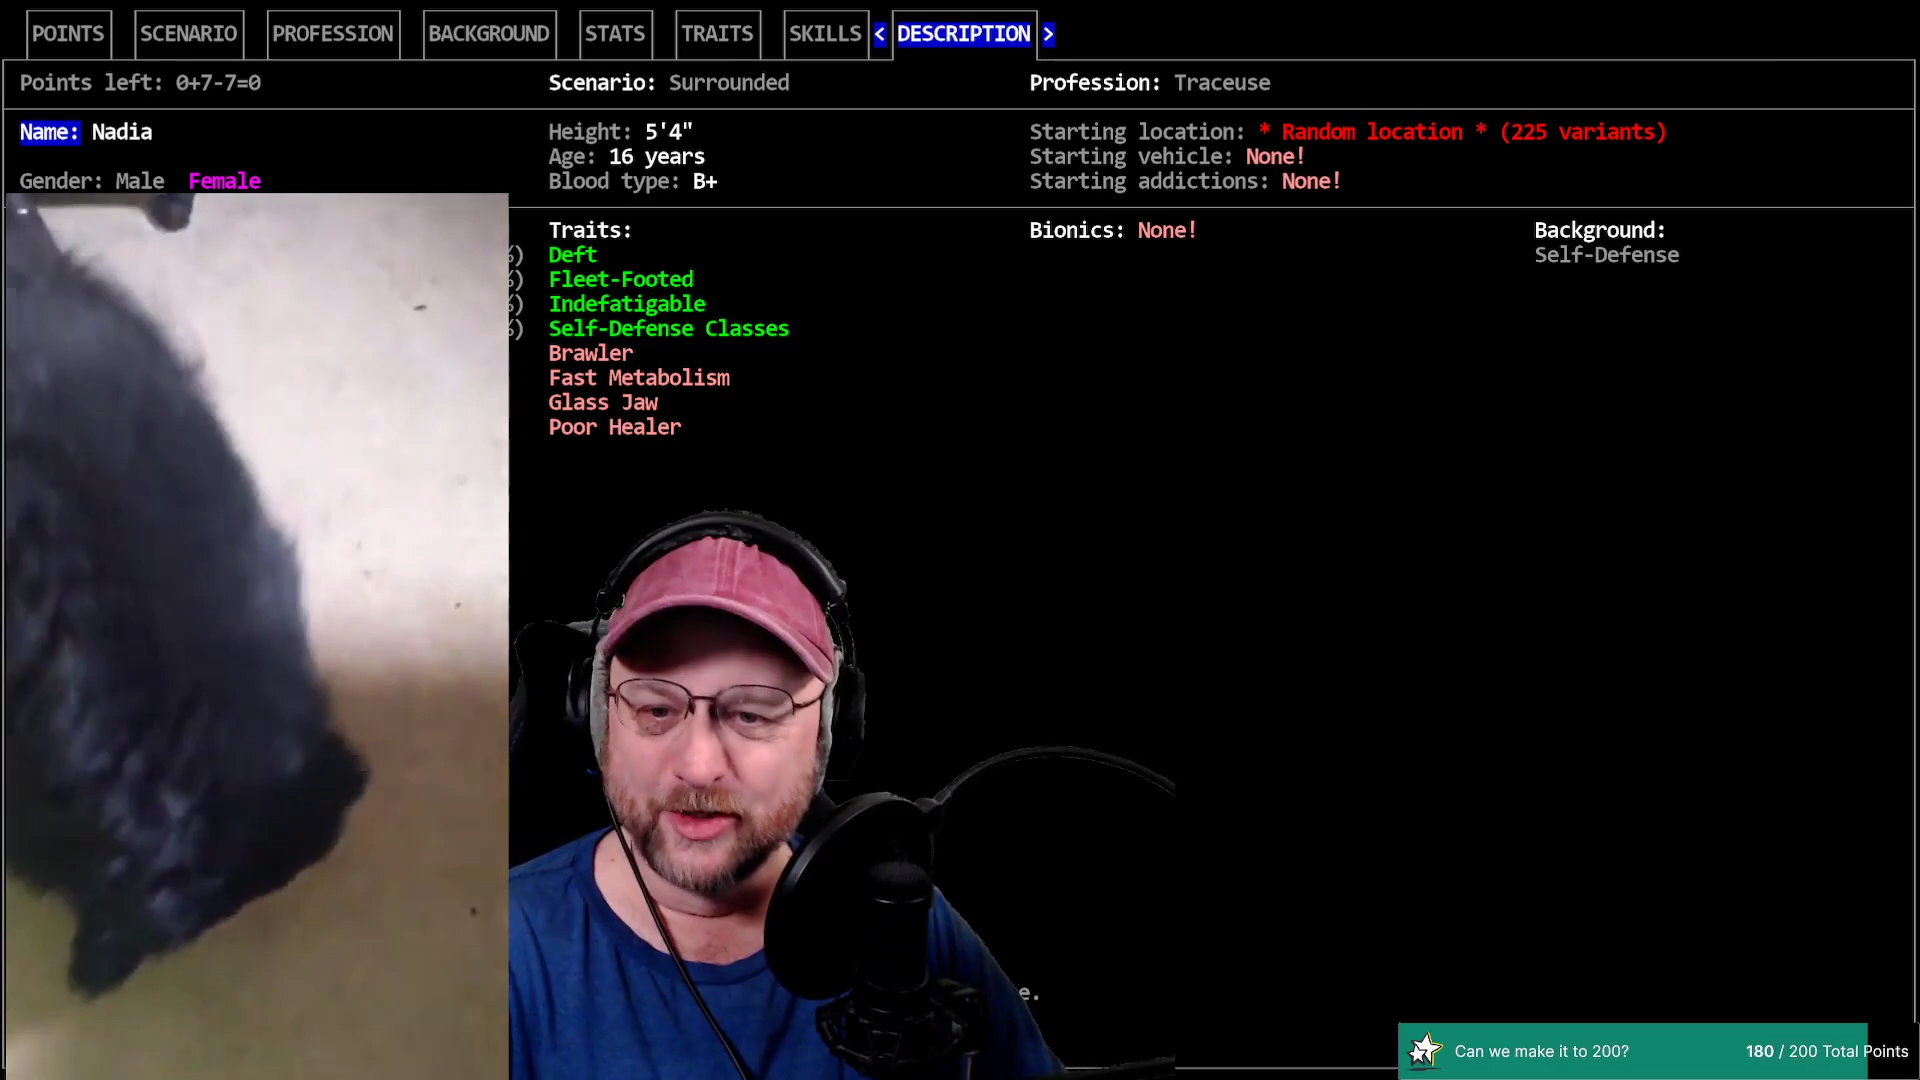 POINTS SCENARIO PROFESSION BACKGROUND STATS TRAITS SKILLS < DESCRIPTION >
Points left: 0+7-7=0 Scenario: Surrounded Profession: Traceuse
Name: Nadia Height: 5'4" Starting location: * Random location * (225 variants)
Age: 16 years Starting vehicle: None!
Gender: Male Female Blood type: B+ Starting addictions: None!
Traits: Bionics: None! Background:
Deft Self-Defense
Fleet-Footed
Indefatigable
Self-Defense Classes
Brawler
Fast Metabolism
Glass Jaw
Poor Healer
Can we make it to 200? 180 / 200 Total Points